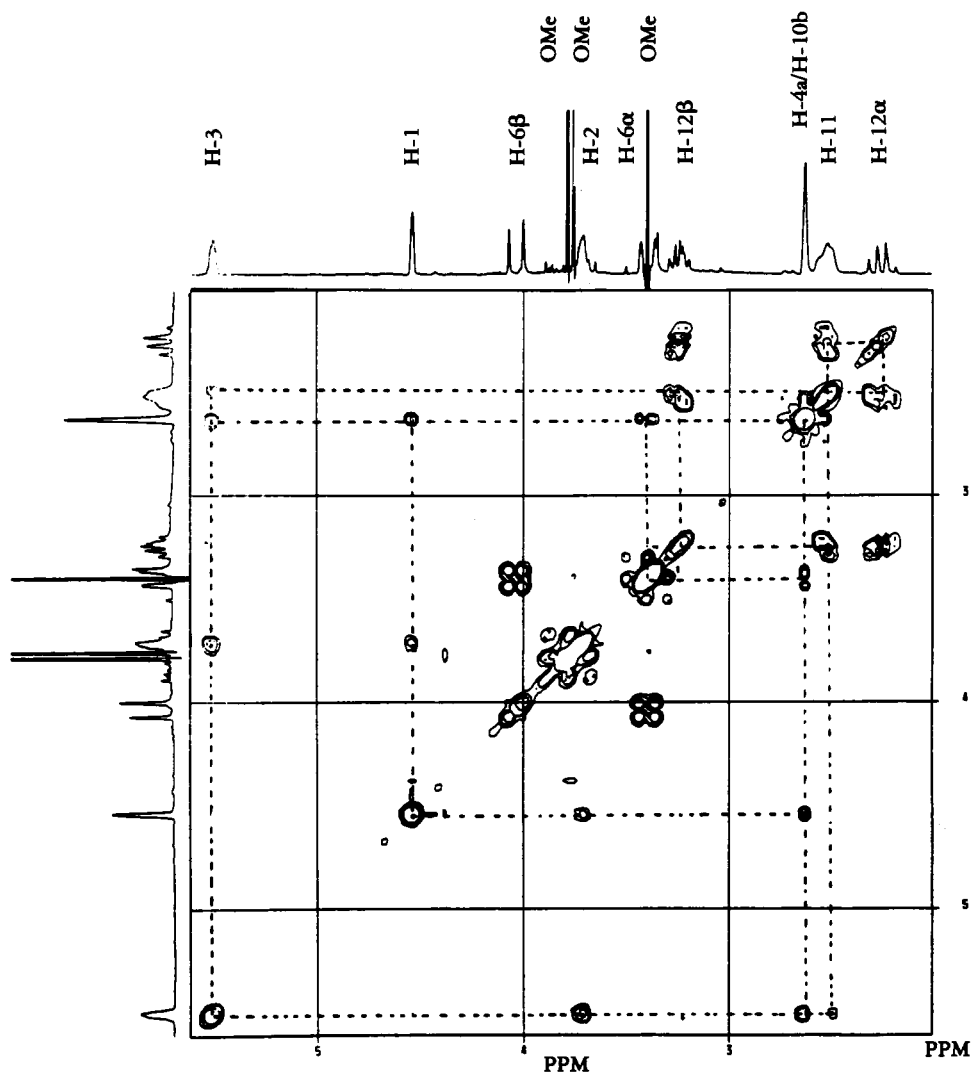 H-3
H-1
H-6β
OMe
OMe
H-2
H-6α
OMe
H-12β
H-4a/H-10b
H-11
H-12α
3
4
5
5
4
3
PPM
PPM